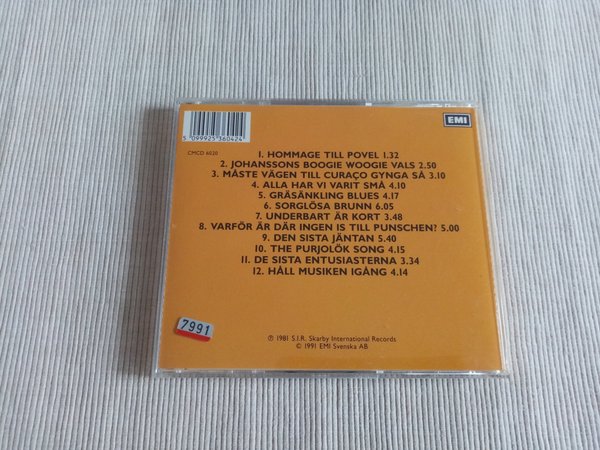 EMI
5 099923 360424
CMCD 6020
1. HOMMAGE TILL POVEL 1.32
2. JOHANSSONS BOOGIE WOOGIE VALS 2.50
3. MÅSTE VÄGEN TILL CURAÇO GYNGA SÅ 3.10
4. ALLA HAR VI VARIT SMÅ 4.10
5. GRÄSÄNKLING BLUES 4.17
6. SORGLÖSA BRUNN 6.05
7. UNDERBART ÄR KORT 3.48
8. VARFÖR ÄR DÄR INGEN IS TILL PUNSCHEN? 5.00
9. DEN SISTA JÄNTAN 5.40
10. THE PURJOLÖK SONG 4.15
11. DE SISTA ENTUSIASTERNA 3.34
12. HÅLL MUSIKEN IGÅNG 4.14
7991
℗ 1981 S.I.R. Skarby International Records
© 1991 EMI Svenska AB